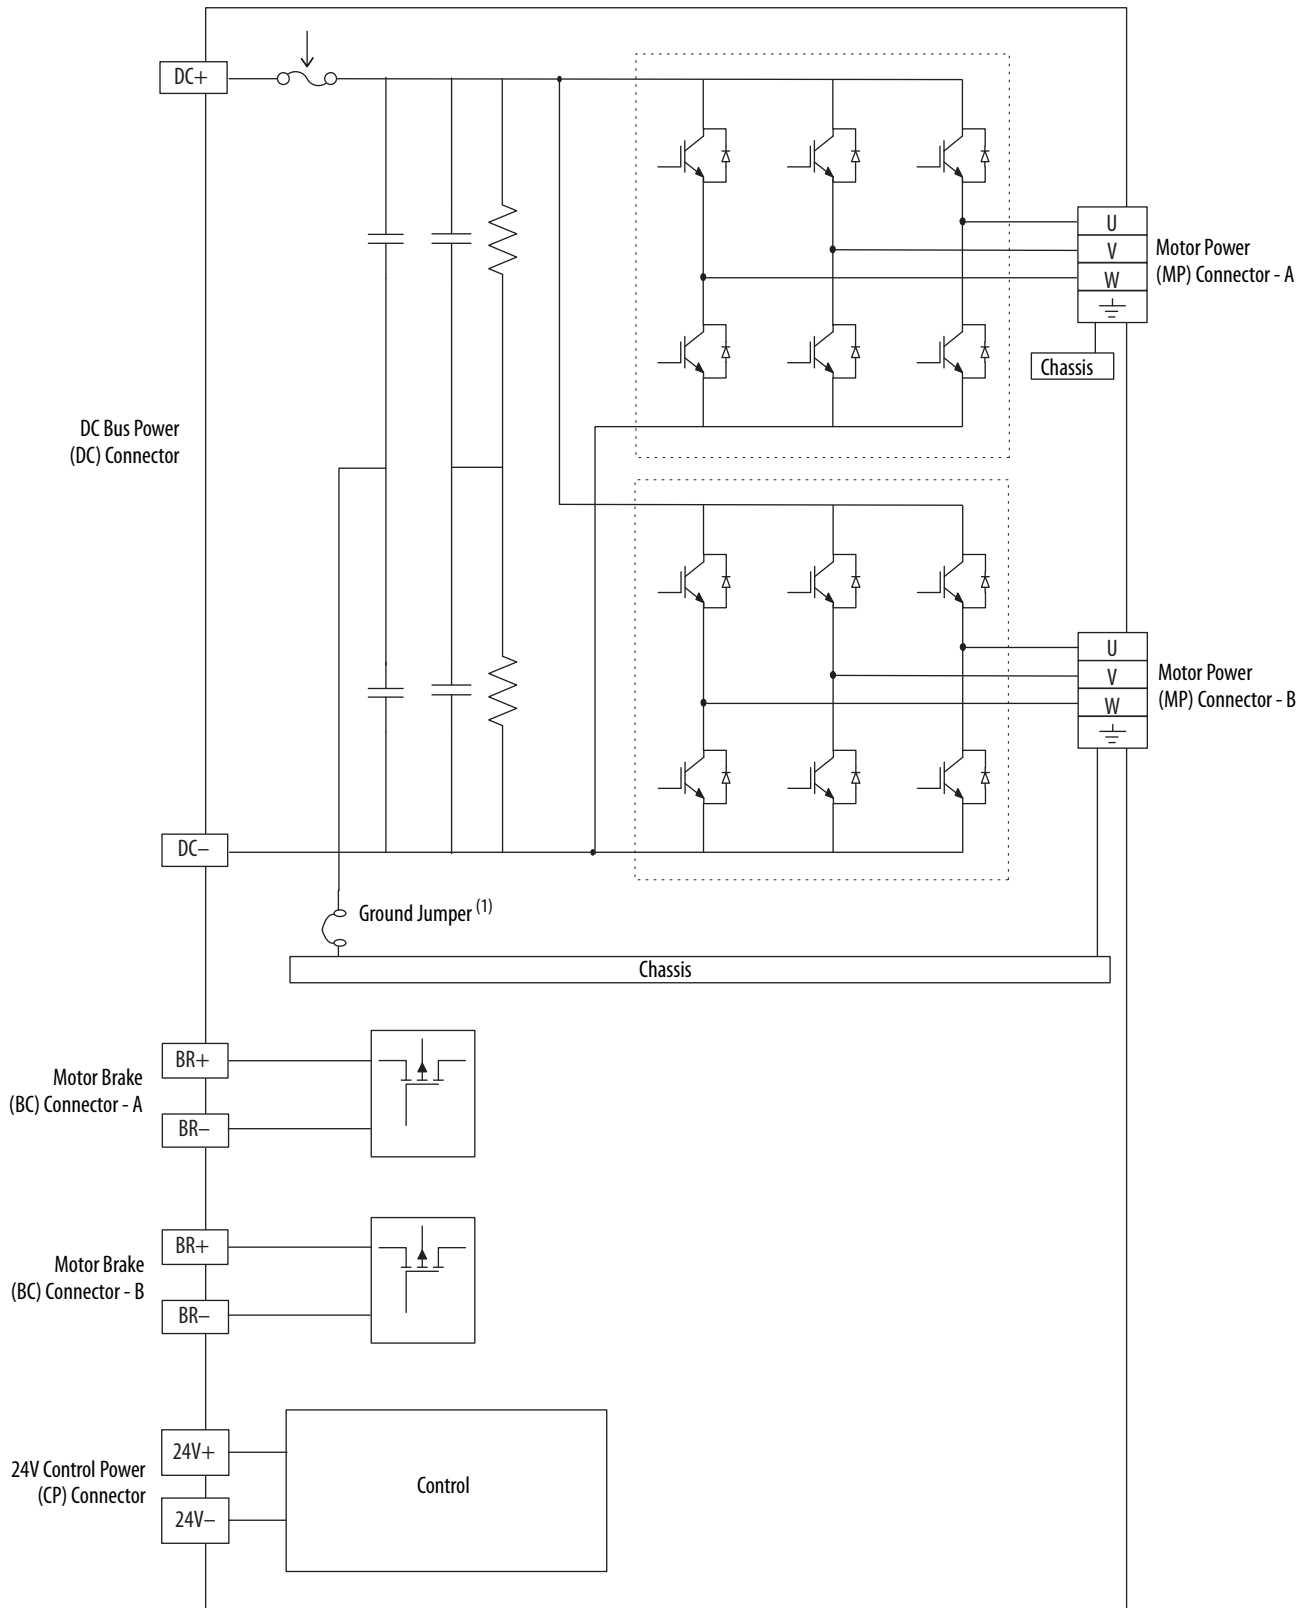 DC+
U
V
W
Motor Power
(MP) Connector - A
Chassis
DC Bus Power
(DC) Connector
U
V
W
Motor Power
(MP) Connector - B
DC–
Ground Jumper (1)
Chassis
BR+
Motor Brake
(BC) Connector - A
BR–
BR+
Motor Brake
(BC) Connector - B
BR–
24V+
24V Control Power
(CP) Connector
Control
24V–